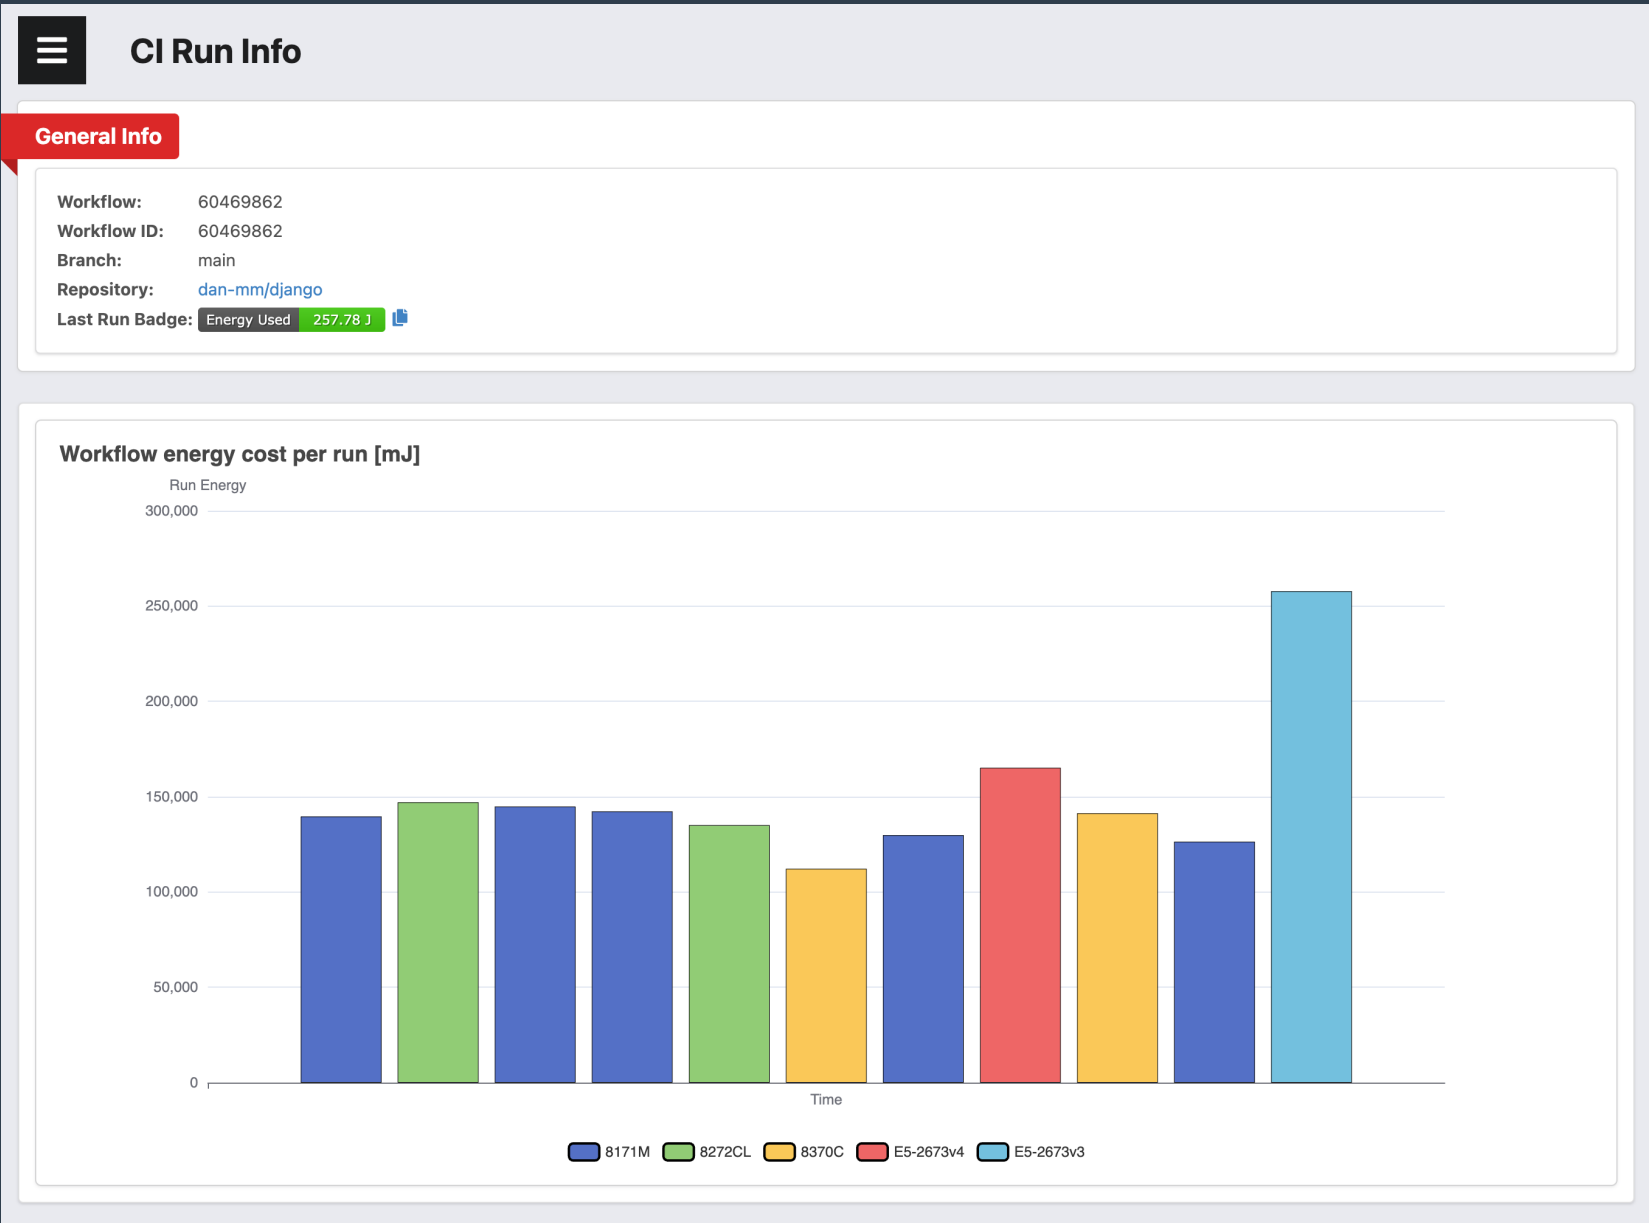 CI Run Info
General Info
Workflow: 60469862
Workflow ID: 60469862
Branch: main
Repository: dan-mm/django
Last Run Badge: Energy Used 257.78 J
Workflow energy cost per run [mJ]
Run Energy
300,000
250,000
200,000
150,000
100,000
50,000
0
Time
8171M 8272CL 8370C E5-2673v4 E5-2673v3